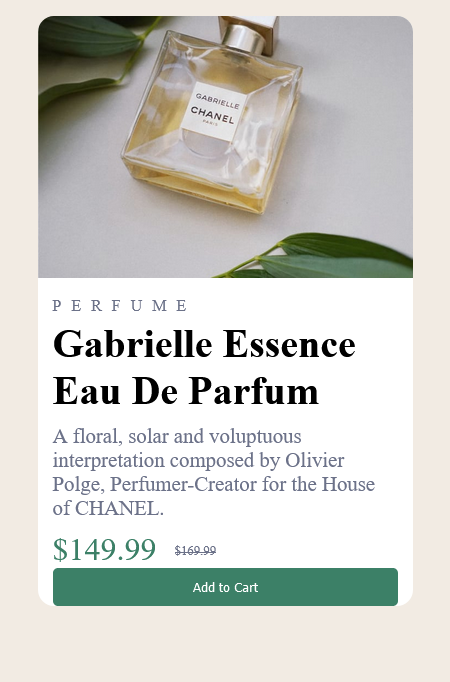 GABRIELLE
CHANEL
PARIS
PERFUME
Gabrielle Essence
Eau De Parfum
A floral, solar and voluptuous
interpretation composed by Olivier
Polge, Perfumer-Creator for the House
of CHANEL.
$149.99 $169.99
Add to Cart